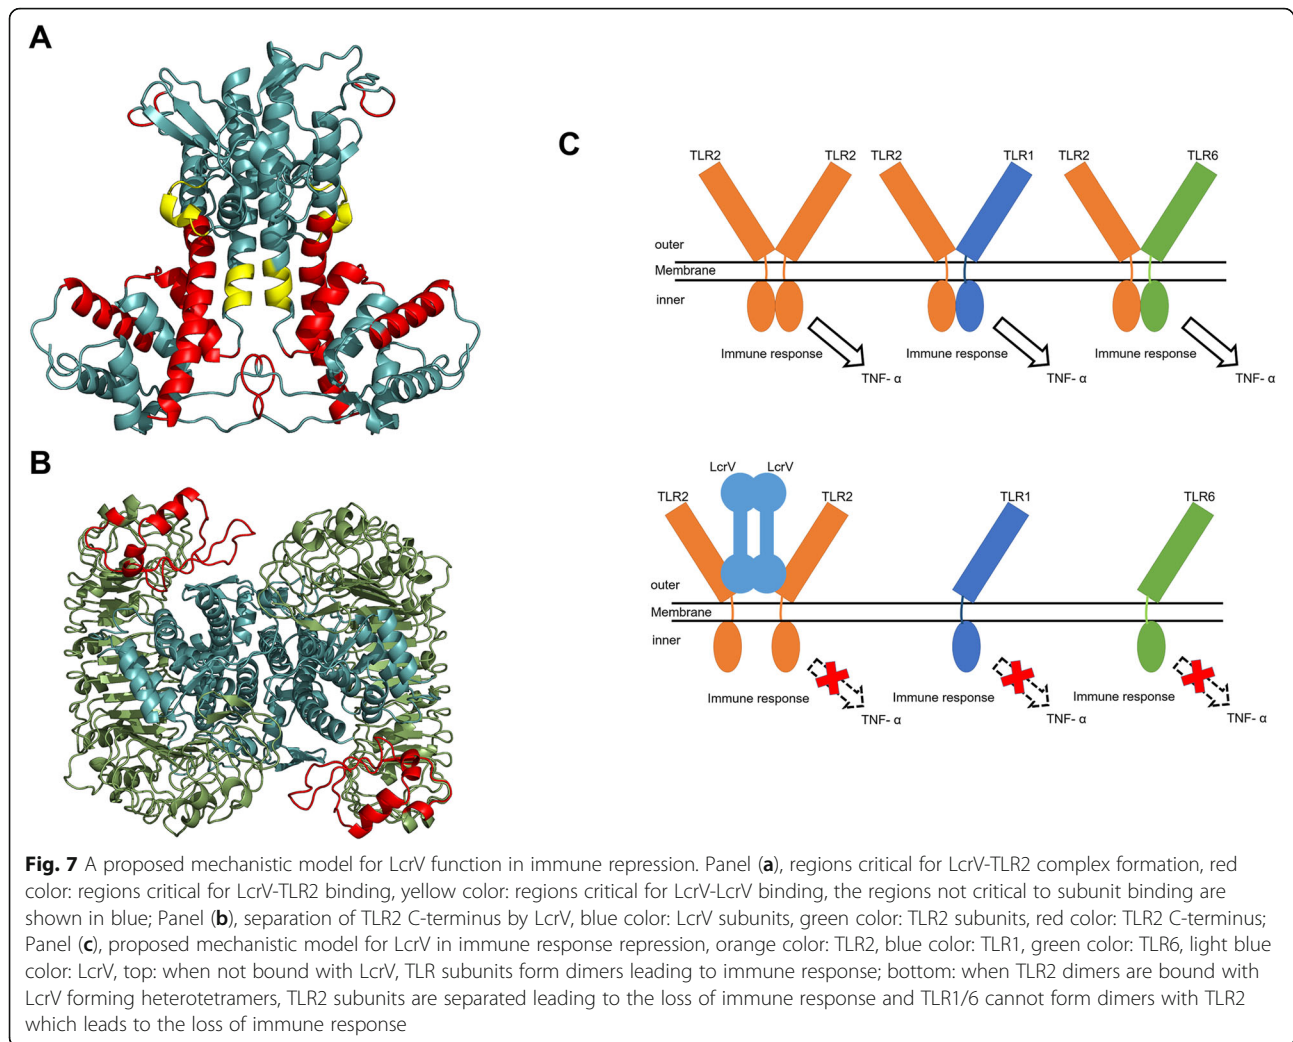 A
C
TLR2 TLR2 TLR2 TLR1 TLR2 TLR6
outer
Membrane
inner
Immune response Immune response Immune response
TNF- α TNF- α TNF- α
B
LcrV LcrV
TLR2 TLR2 TLR1 TLR6
outer
Membrane
inner
Immune response Immune response Immune response
TNF- α TNF- α TNF- α
Fig. 7 A proposed mechanistic model for LcrV function in immune repression. Panel (a), regions critical for LcrV-TLR2 complex formation, red
color: regions critical for LcrV-TLR2 binding, yellow color: regions critical for LcrV-LcrV binding, the regions not critical to subunit binding are
shown in blue; Panel (b), separation of TLR2 C-terminus by LcrV, blue color: LcrV subunits, green color: TLR2 subunits, red color: TLR2 C-terminus;
Panel (c), proposed mechanistic model for LcrV in immune response repression, orange color: TLR2, blue color: TLR1, green color: TLR6, light blue
color: LcrV, top: when not bound with LcrV, TLR subunits form dimers leading to immune response; bottom: when TLR2 dimers are bound with
LcrV forming heterotetramers, TLR2 subunits are separated leading to the loss of immune response and TLR1/6 cannot form dimers with TLR2
which leads to the loss of immune response